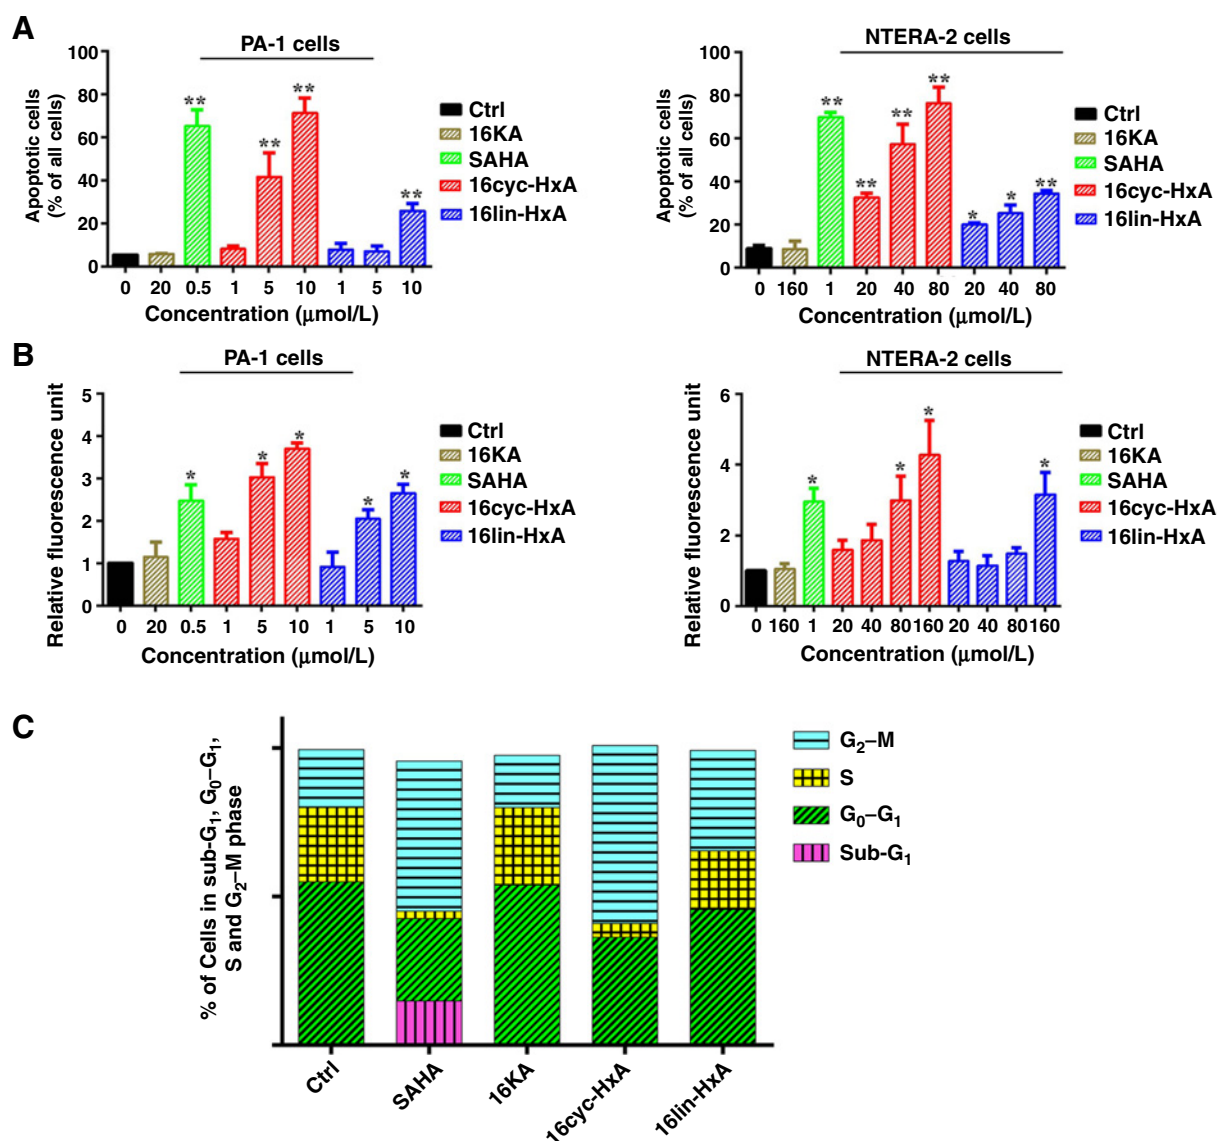 A
PA-1 cells
Apoptotic cells
(% of all cells)
100
80
60
40
20
0
**
**
**
**
0 20 0.5 1 5 10 1 5 10
Concentration (μmol/L)
Ctrl
16KA
SAHA
16cyc-HxA
16lin-HxA
NTERA-2 cells
Apoptotic cells
(% of all cells)
100
80
60
40
20
0
**
**
**
**
*
*
**
0 160 1 20 40 80 20 40 80
Concentration (μmol/L)
Ctrl
16KA
SAHA
16cyc-HxA
16lin-HxA
B
PA-1 cells
Relative fluorescence unit
5
4
3
2
1
0
*
*
*
*
*
0 20 0.5 1 5 10 1 5 10
Concentration (μmol/L)
Ctrl
16KA
SAHA
16cyc-HxA
16lin-HxA
NTERA-2 cells
Relative fluorescence unit
6
4
2
0
*
*
*
*
0 160 1 20 40 80 160 20 40 80 160
Concentration (μmol/L)
Ctrl
16KA
SAHA
16cyc-HxA
16lin-HxA
C
% of Cells in sub-G1, G0–G1,
S and G2–M phase
G2–M
S
G0–G1
Sub-G1
Ctrl
SAHA
16KA
16cyc-HxA
16lin-HxA